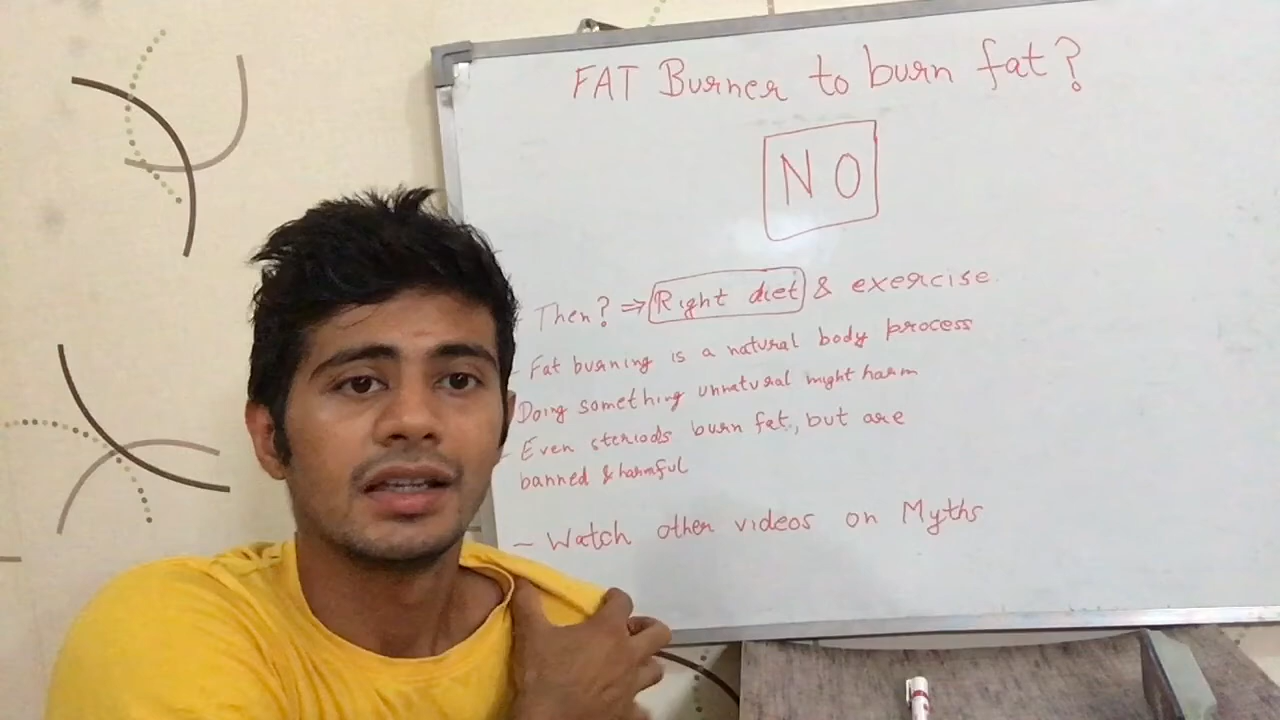 FAT Burner to burn fat?
NO
Then? ⇒ Right diet & exercise.
- Fat burning is a natural body process
Doing something unnatural might harm
- Even steriods burn fat, but are
banned & harmful
- Watch other videos on Myths